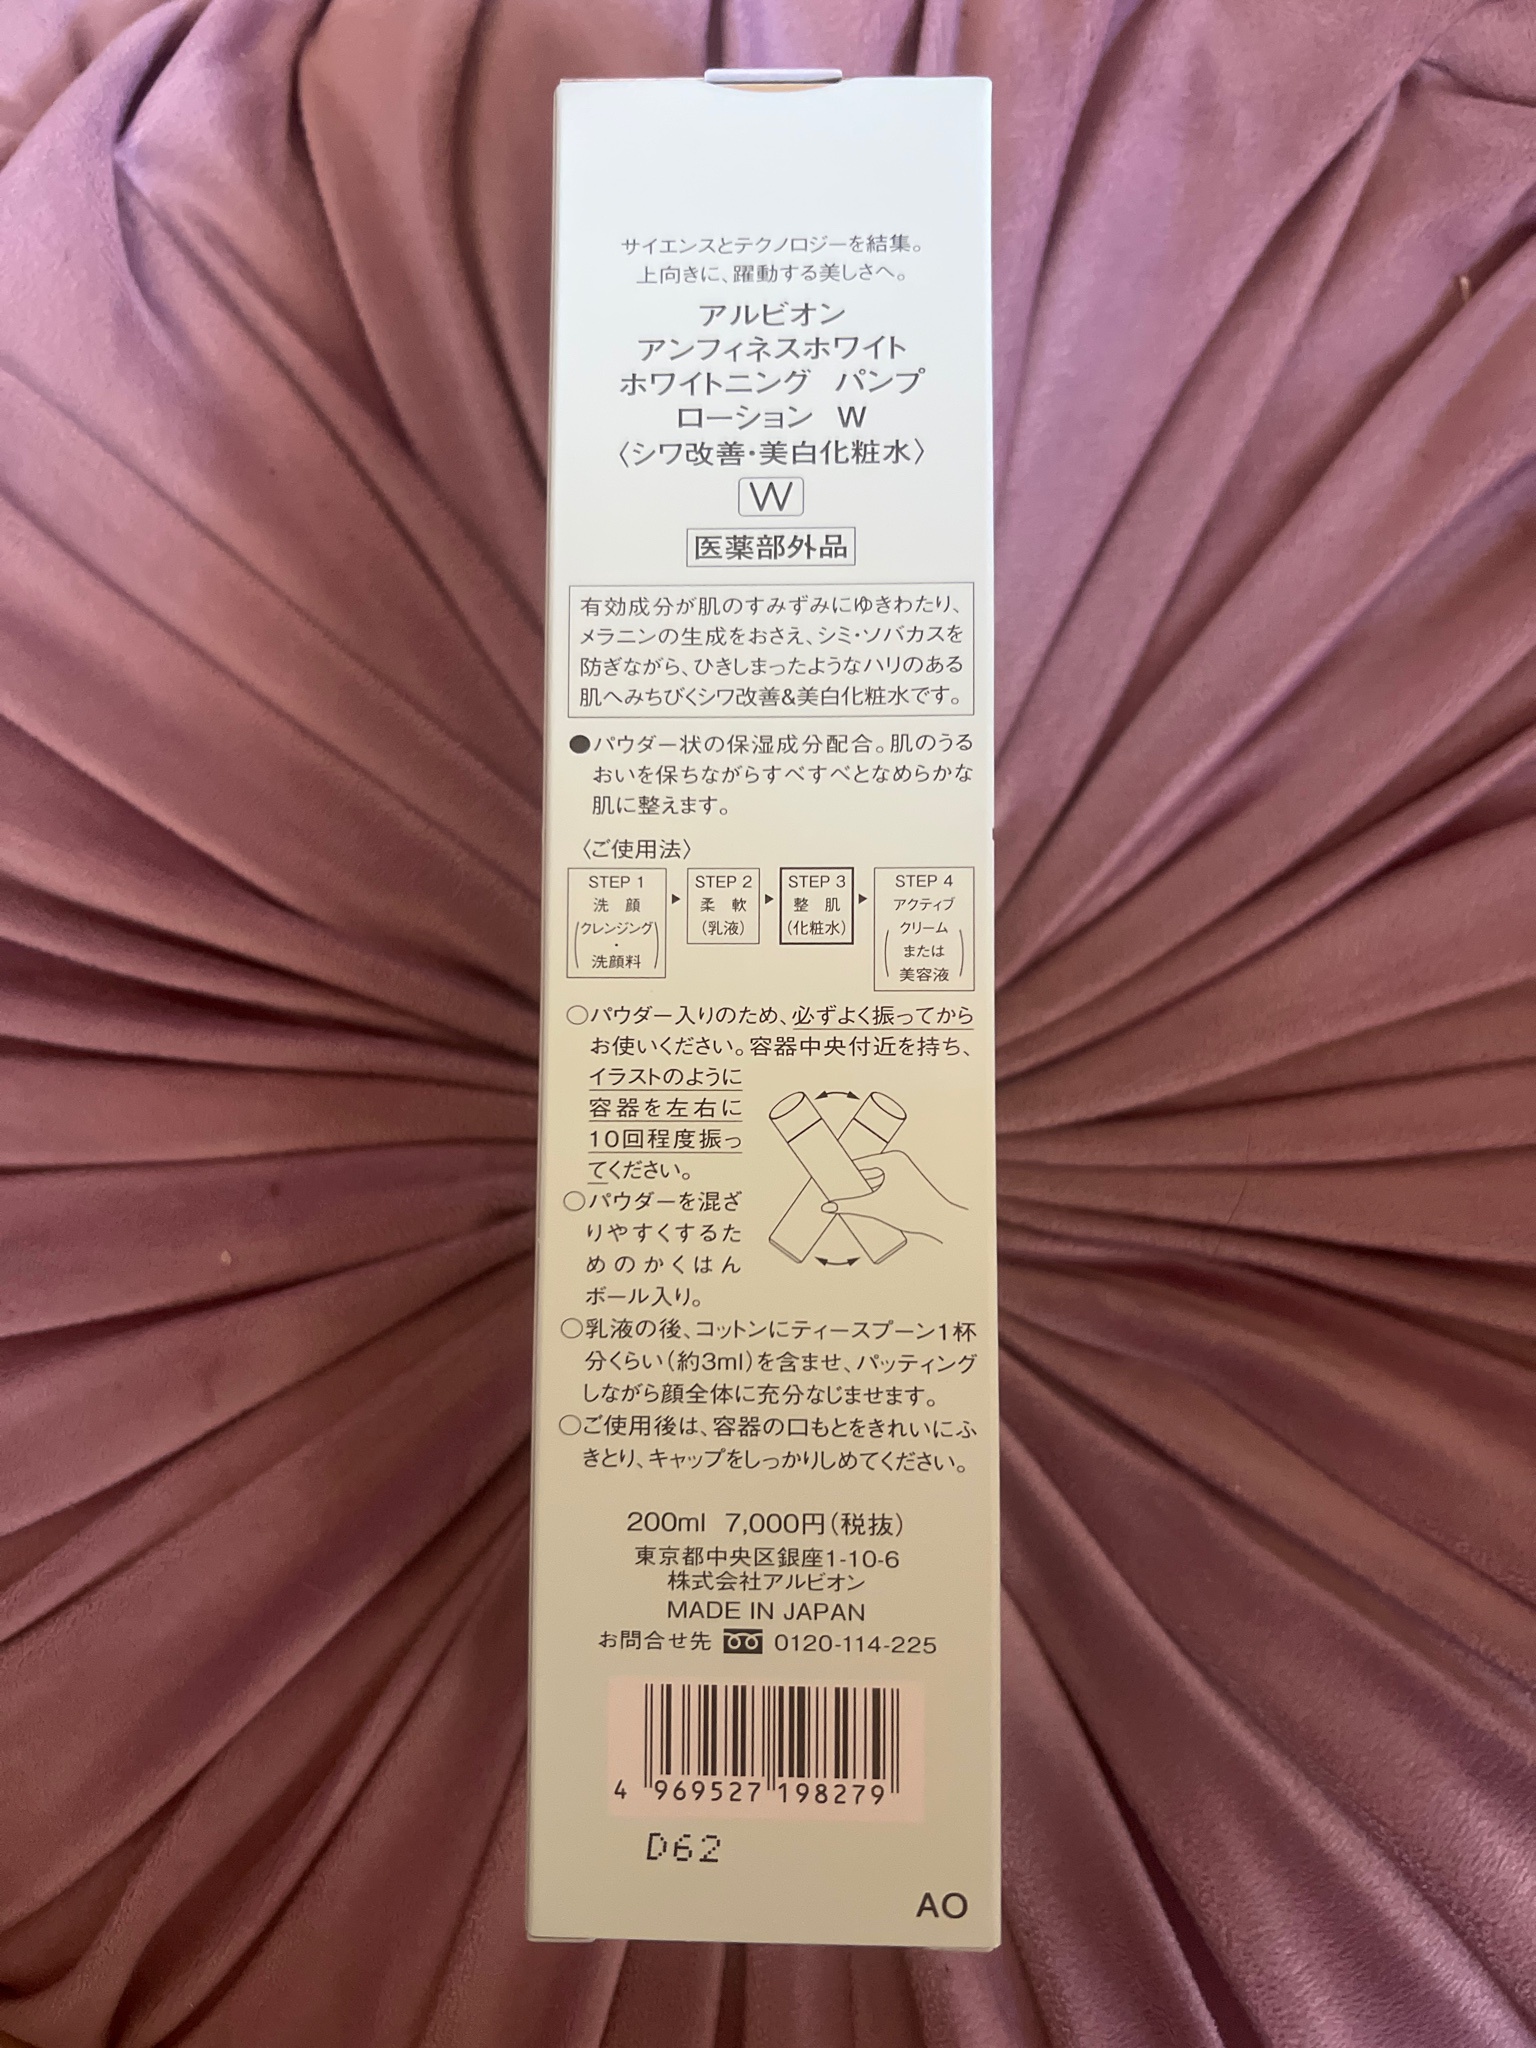 サイエンスとテクノロジーを結集。
上向きに、躍動する美しさへ。
アルビオン
アンフィネスホワイト
ホワイトニング パンプ
ローション W
〈シワ改善・美白化粧水〉
W
医薬部外品
有効成分が肌のすみずみにゆきわたり、
メラニンの生成をおさえ、シミ・ソバカスを
防ぎながら、ひきしまったようなハリのある
肌へみちびくシワ改善&美白化粧水です。
●パウダー状の保湿成分配合。肌のうる
おいを保ちながらすべすべとなめらかな
肌に整えます。
〈ご使用法〉
STEP 1
洗 顔
(クレンジング
・
洗顔料)
▶
STEP 2
柔 軟
(乳液)
▶
STEP 3
整 肌
(化粧水)
▶
STEP 4
アクティブ
(クリーム
または
美容液)
○パウダー入りのため、必ずよく振ってから
お使いください。容器中央付近を持ち、
イラストのように
容器を左右に
10回程度振っ
てください。
○パウダーを混ざ
りやすくするた
めのかくはん
ボール入り。
○乳液の後、コットンにティースプーン1杯
分くらい(約3ml)を含ませ、パッティング
しながら顔全体に充分なじませます。
○ご使用後は、容器の口もとをきれいにふ
きとり、キャップをしっかりしめてください。
200ml 7,000円(税抜)
東京都中央区銀座1-10-6
株式会社アルビオン
MADE IN JAPAN
お問合せ先 0120-114-225
4 969527 198279
D62
AO